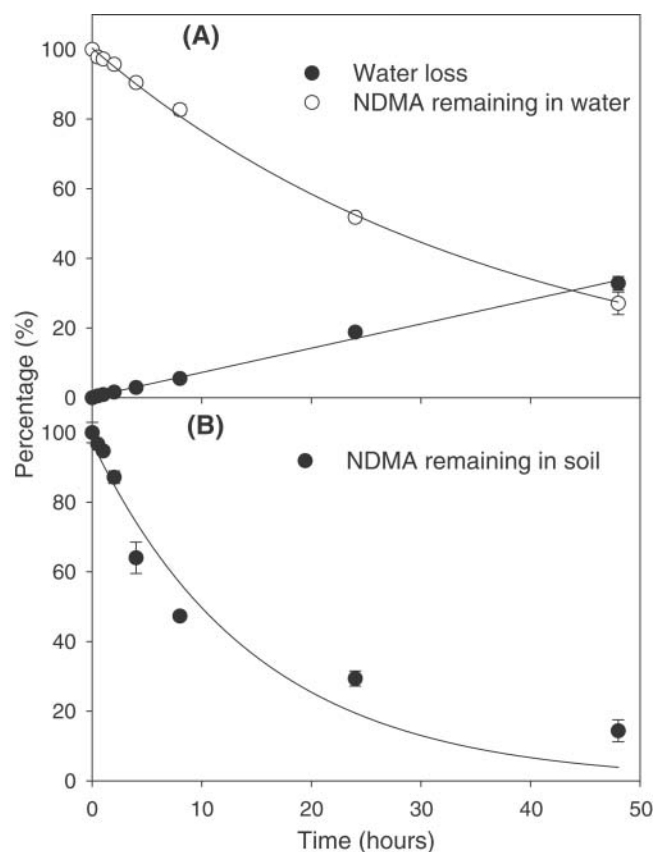 (A)
Water loss
NDMA remaining in water
100
80
60
40
20
0
Percentage (%)
(B)
NDMA remaining in soil
100
80
60
40
20
0
0 10 20 30 40 50
Time (hours)